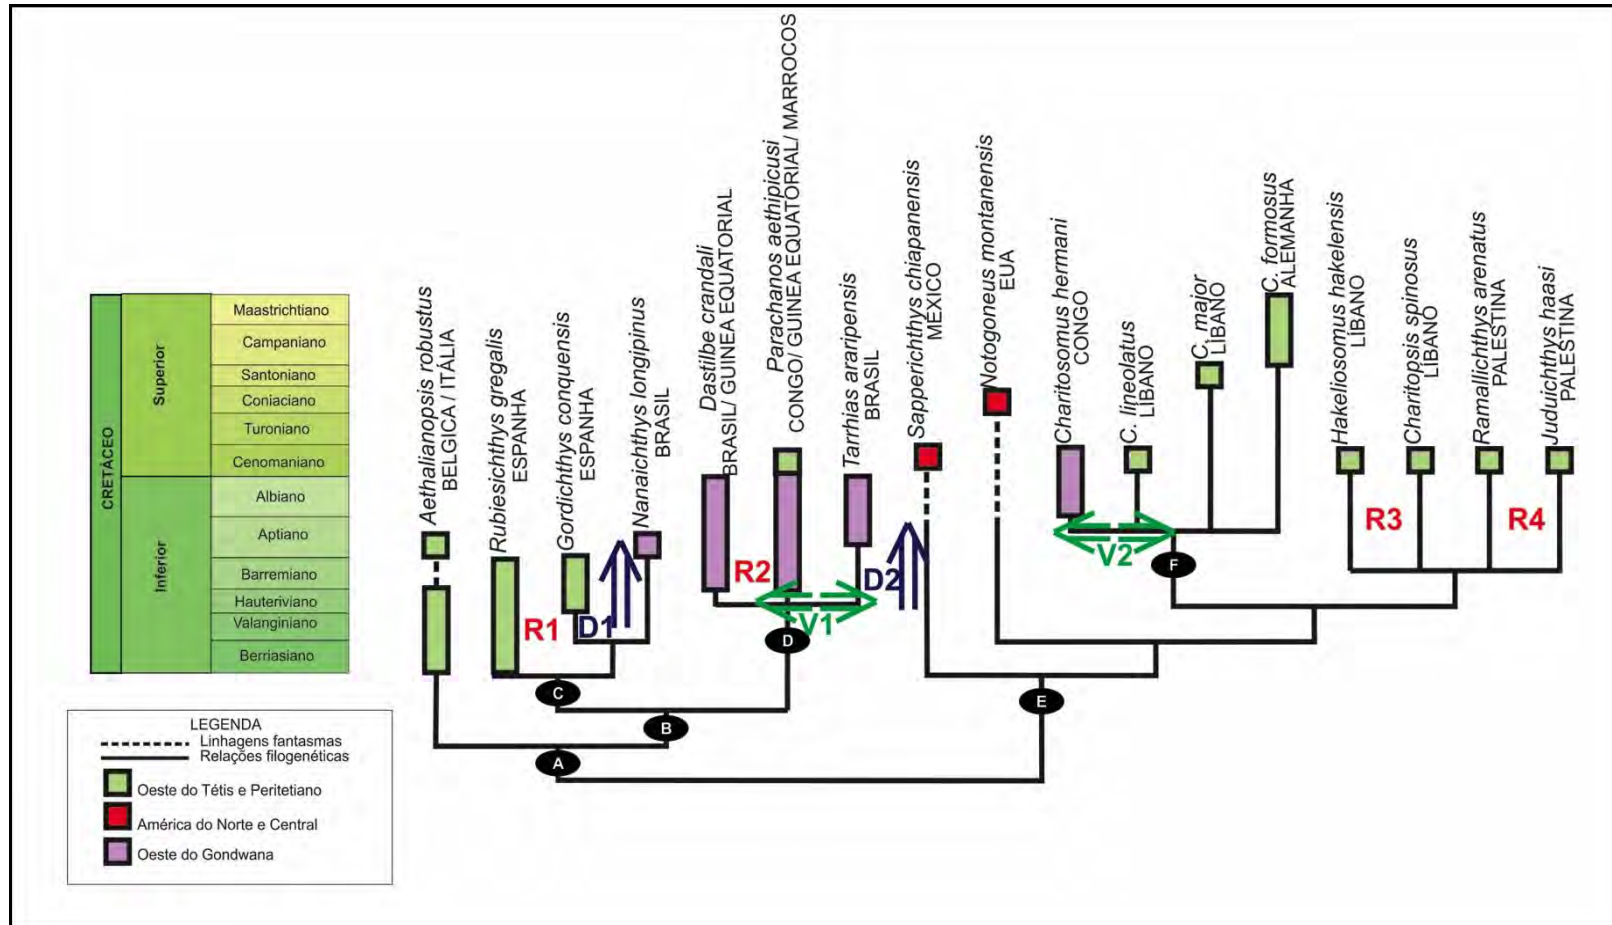 CRETÁCEO
Superior
Inferior
Maastrichtiano
Campaniano
Santoniano
Coniaciano
Turoniano
Cenomaniano
Albiano
Aptiano
Barremiano
Hauteriviano
Valanginiano
Berriasiano
Aethalianopsis robustus
BELGICA / ITÁLIA
Rubiesichthys gregalis
ESPANHA
Gordichthys conquensis
ESPANHA
Nanaichthys longipinus
BRASIL
Dastilbe crandali
BRASIL/ GUINEA EQUATORIAL
Parachanos aethipicusi
CONGO/ GUINEA EQUATORIAL/ MARROCOS
Tarrhias araripensis
BRASIL
Sapperichthys chiapanensis
MÉXICO
Notogoneus montanensis
EUA
Charitosomus hermani
CONGO
C. lineolatus
LÍBANO
C. major
LÍBANO
C. formosus
ALEMANHA
Hakeliosomus hakelensis
LÍBANO
Charitopsis spinosus
LÍBANO
Ramallichthys arenatus
PALESTINA
Juduichthys haasi
PALESTINA
R1
D1
R2
V1
D2
V2
R3
R4
A
B
C
D
E
F
LEGENDA
Linhagens fantasmas
Relações filogenéticas
Oeste do Tétis e Peritetiano
América do Norte e Central
Oeste do Gondwana